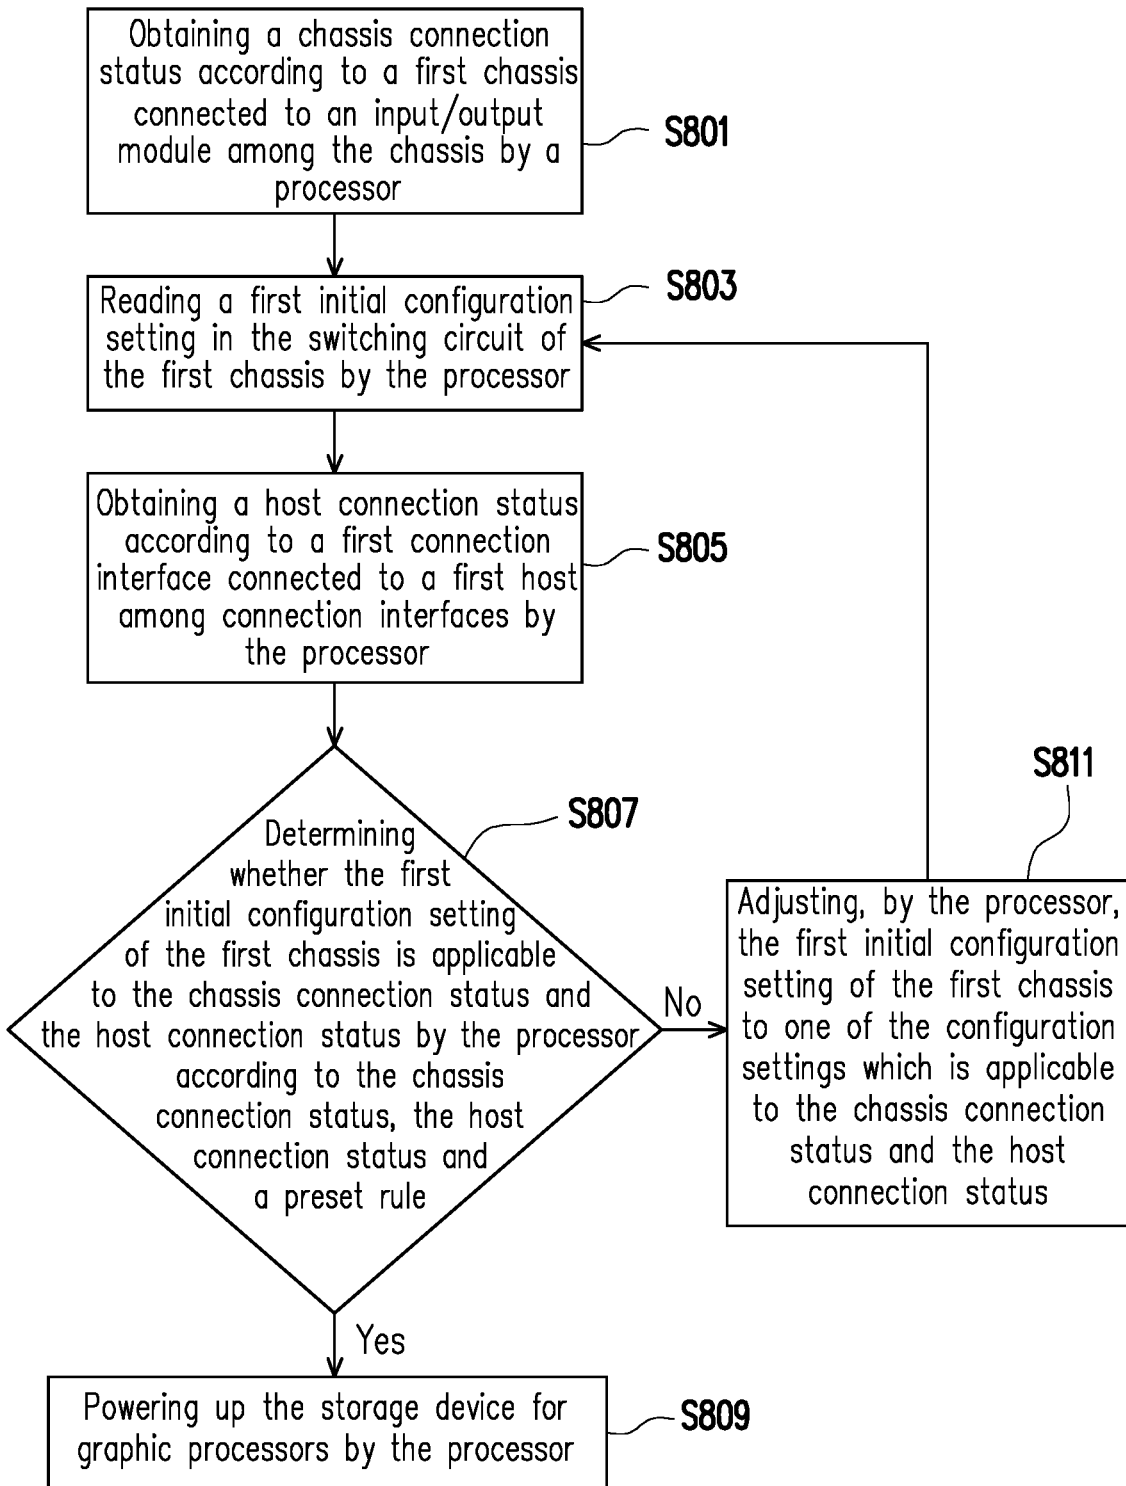 Obtaining a chassis connection
status according to a first chassis
connected to an input/output
module among the chassis by a
processor
S801
Reading a first initial configuration
setting in the switching circuit of
the first chassis by the processor
S803
Obtaining a host connection status
according to a first connection
interface connected to a first host
among connection interfaces by
the processor
S805
Determining
whether the first
initial configuration setting
of the first chassis is applicable
to the chassis connection status and
the host connection status by the processor
according to the chassis
connection status, the host
connection status and
a preset rule
S807
No
S811
Adjusting, by the processor,
the first initial configuration
setting of the first chassis
to one of the configuration
settings which is applicable
to the chassis connection
status and the host
connection status
Yes
Powering up the storage device for
graphic processors by the processor
S809